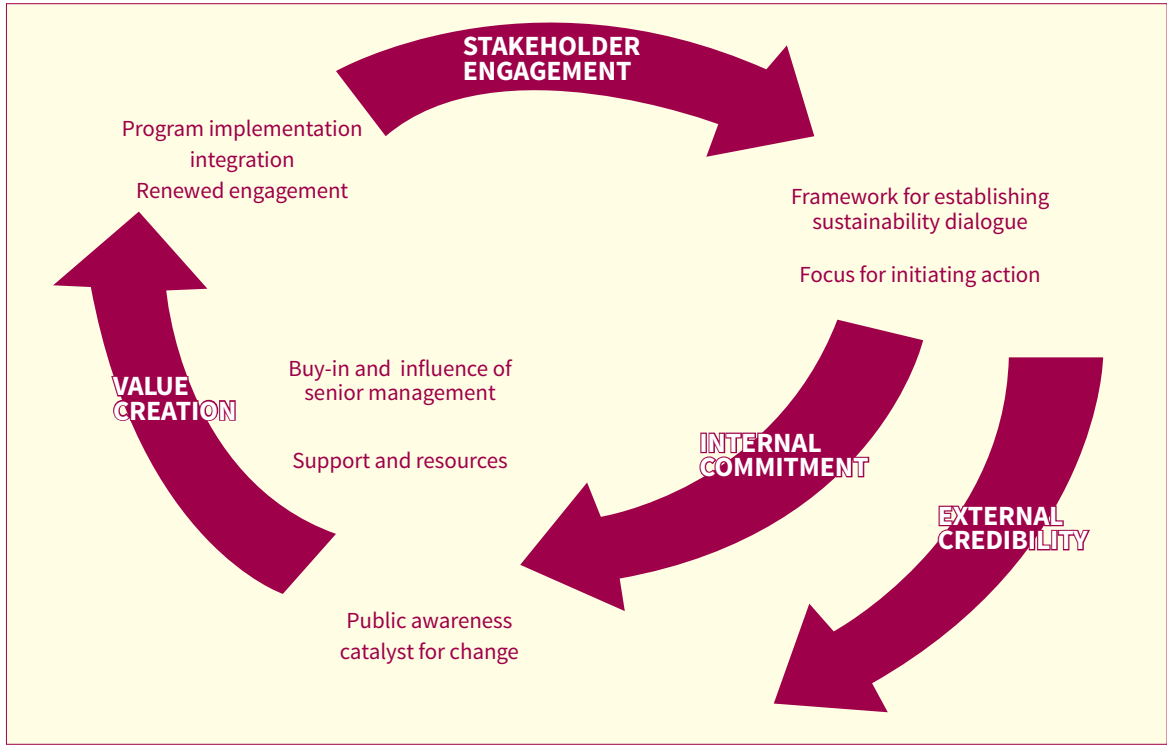 STAKEHOLDER
ENGAGEMENT
Program implementation
integration
Renewed engagement
Framework for establishing
sustainability dialogue
Focus for initiating action
Buy-in and influence of
senior management
VALUE
CREATION
Support and resources
INTERNAL
COMMITMENT
EXTERNAL
CREDIBILITY
Public awareness
catalyst for change